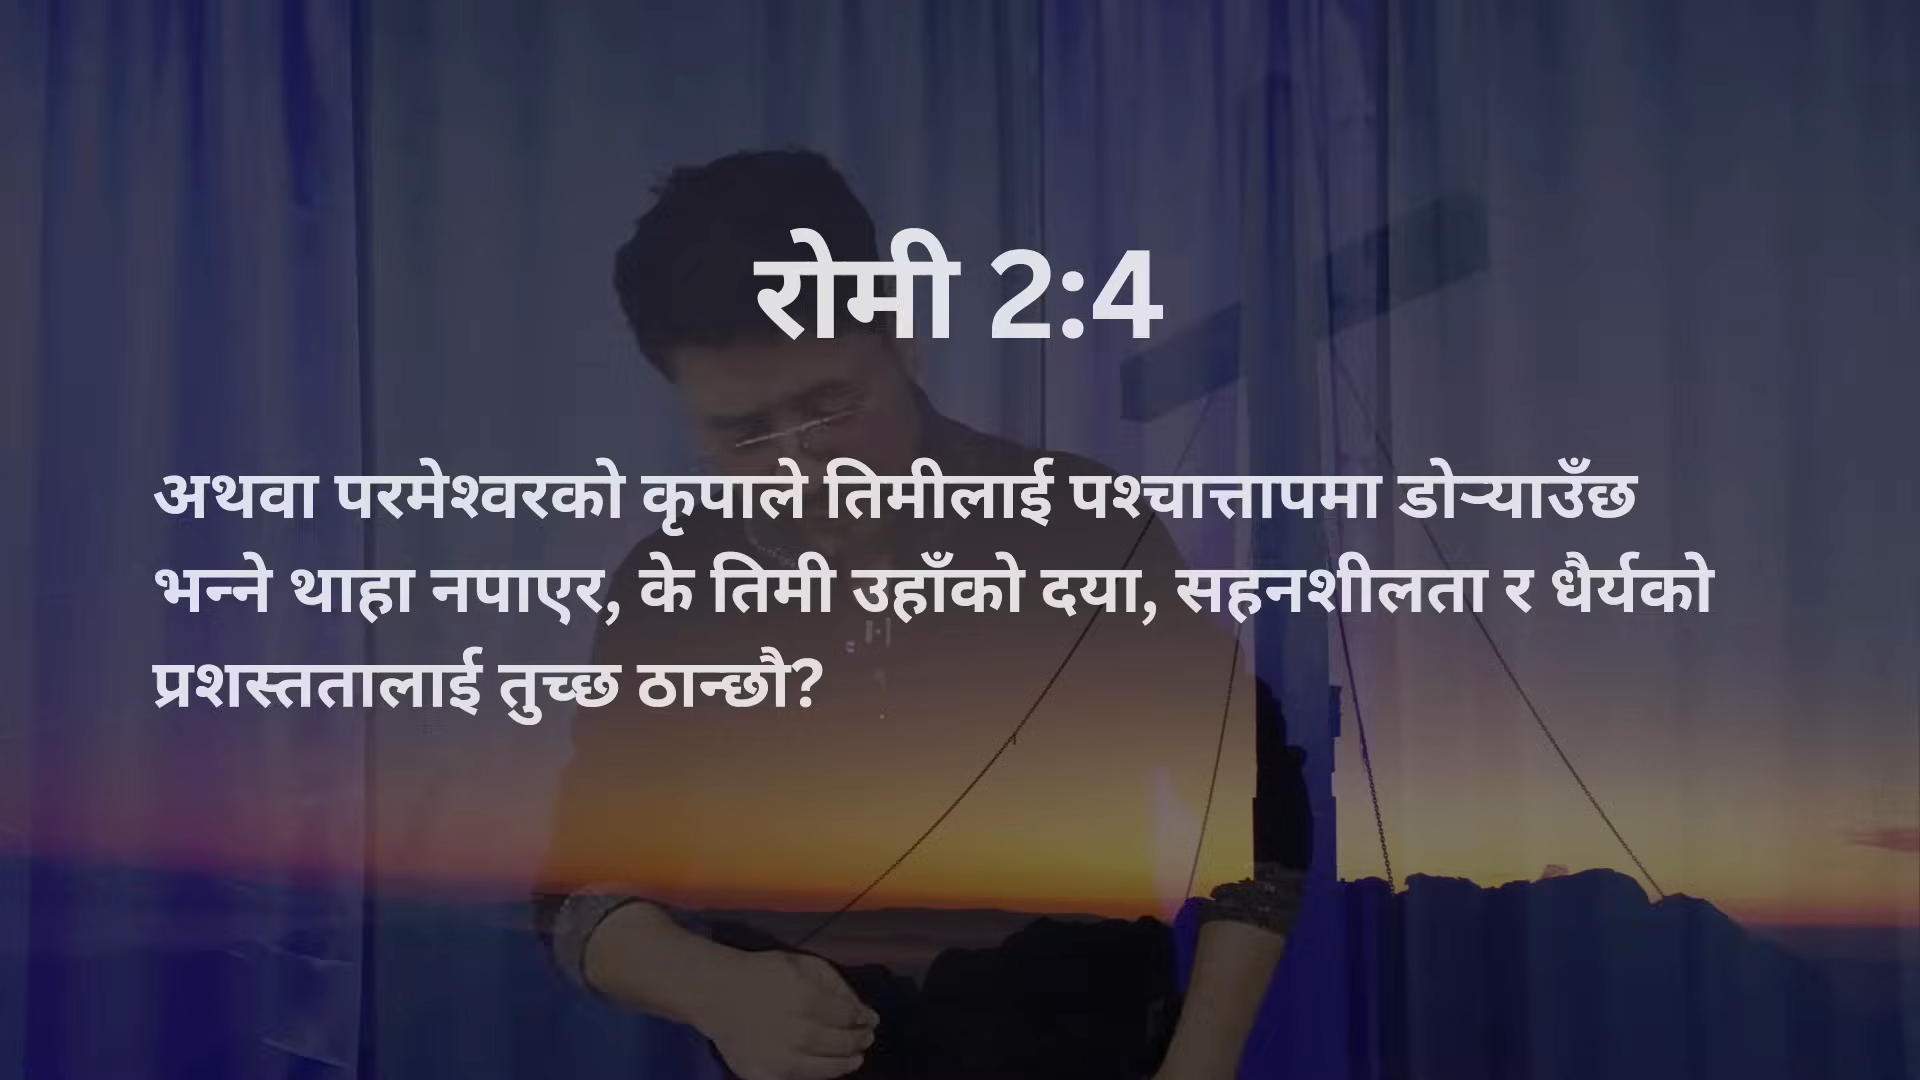 रोमी 2:4
अथवा परमेश्वरको कृपाले तिमीलाई पश्चात्तापमा डोऱ्याउँछ
भन्ने थाहा नपाएर, के तिमी उहाँको दया, सहनशीलता र धैर्यको
प्रशस्ततालाई तुच्छ ठान्छौ?